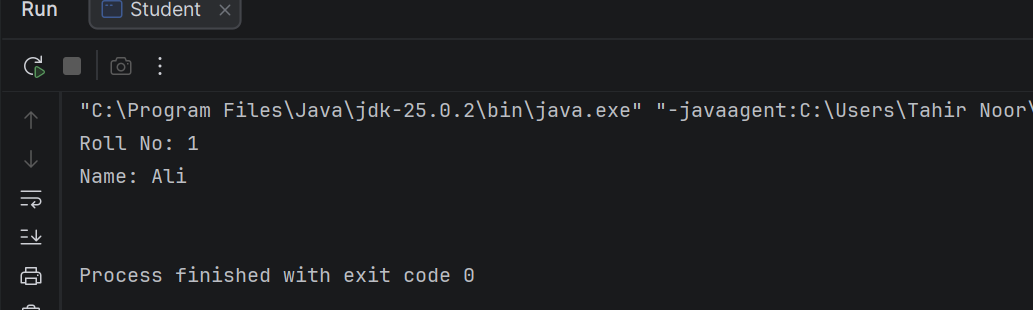 Run Student
"C:\Program Files\Java\jdk-25.0.2\bin\java.exe" "-javaagent:C:\Users\Tahir Noor\
Roll No: 1
Name: Ali
Process finished with exit code 0